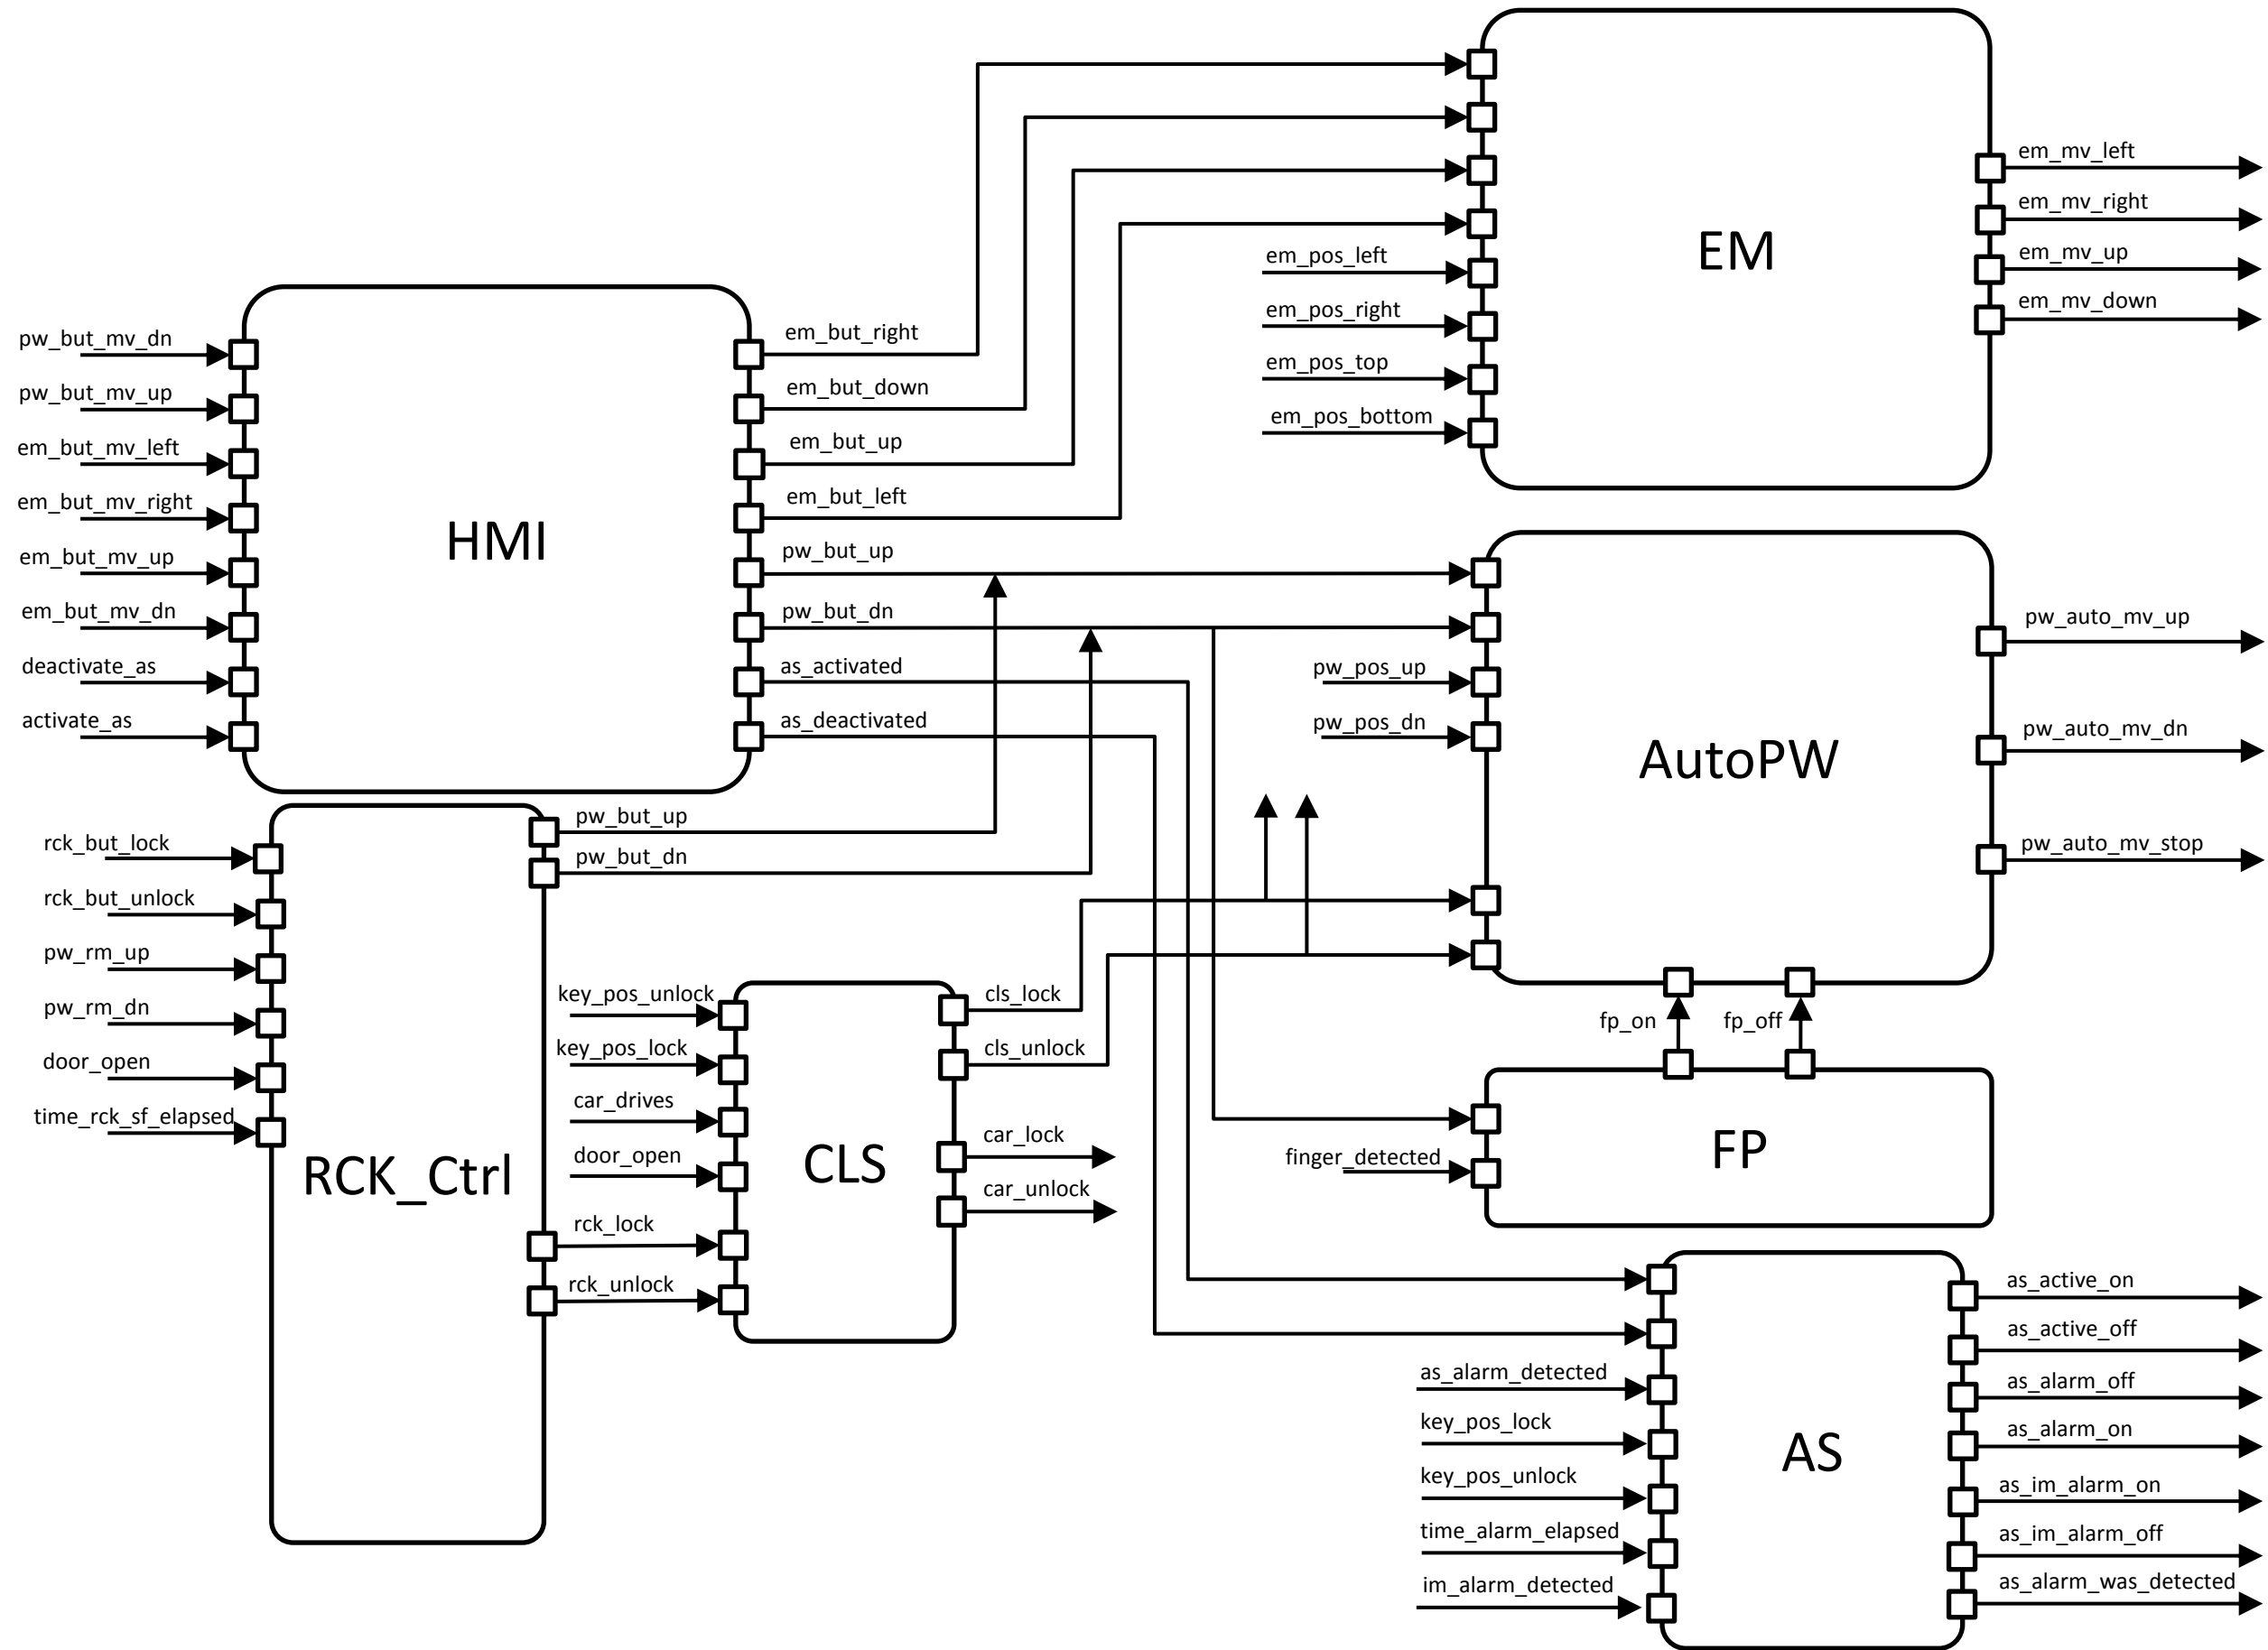 EM
em_pos_left
em_pos_right
em_pos_top
em_pos_bottom
em_mv_left
em_mv_right
em_mv_up
em_mv_down
HMI
pw_but_mv_dn
pw_but_mv_up
em_but_mv_left
em_but_mv_right
em_but_mv_up
em_but_mv_dn
deactivate_as
activate_as
em_but_right
em_but_down
em_but_up
em_but_left
pw_but_up
pw_but_dn
as_activated
as_deactivated
AutoPW
pw_pos_up
pw_pos_dn
pw_auto_mv_up
pw_auto_mv_dn
pw_auto_mv_stop
RCK_Ctrl
rck_but_lock
rck_but_unlock
pw_rm_up
pw_rm_dn
door_open
time_rck_sf_elapsed
pw_but_up
pw_but_dn
rck_lock
rck_unlock
CLS
key_pos_unlock
key_pos_lock
car_drives
door_open
cls_lock
cls_unlock
car_lock
car_unlock
fp_on
fp_off
FP
finger_detected
AS
as_alarm_detected
key_pos_lock
key_pos_unlock
time_alarm_elapsed
im_alarm_detected
as_active_on
as_active_off
as_alarm_off
as_alarm_on
as_im_alarm_on
as_im_alarm_off
as_alarm_was_detected